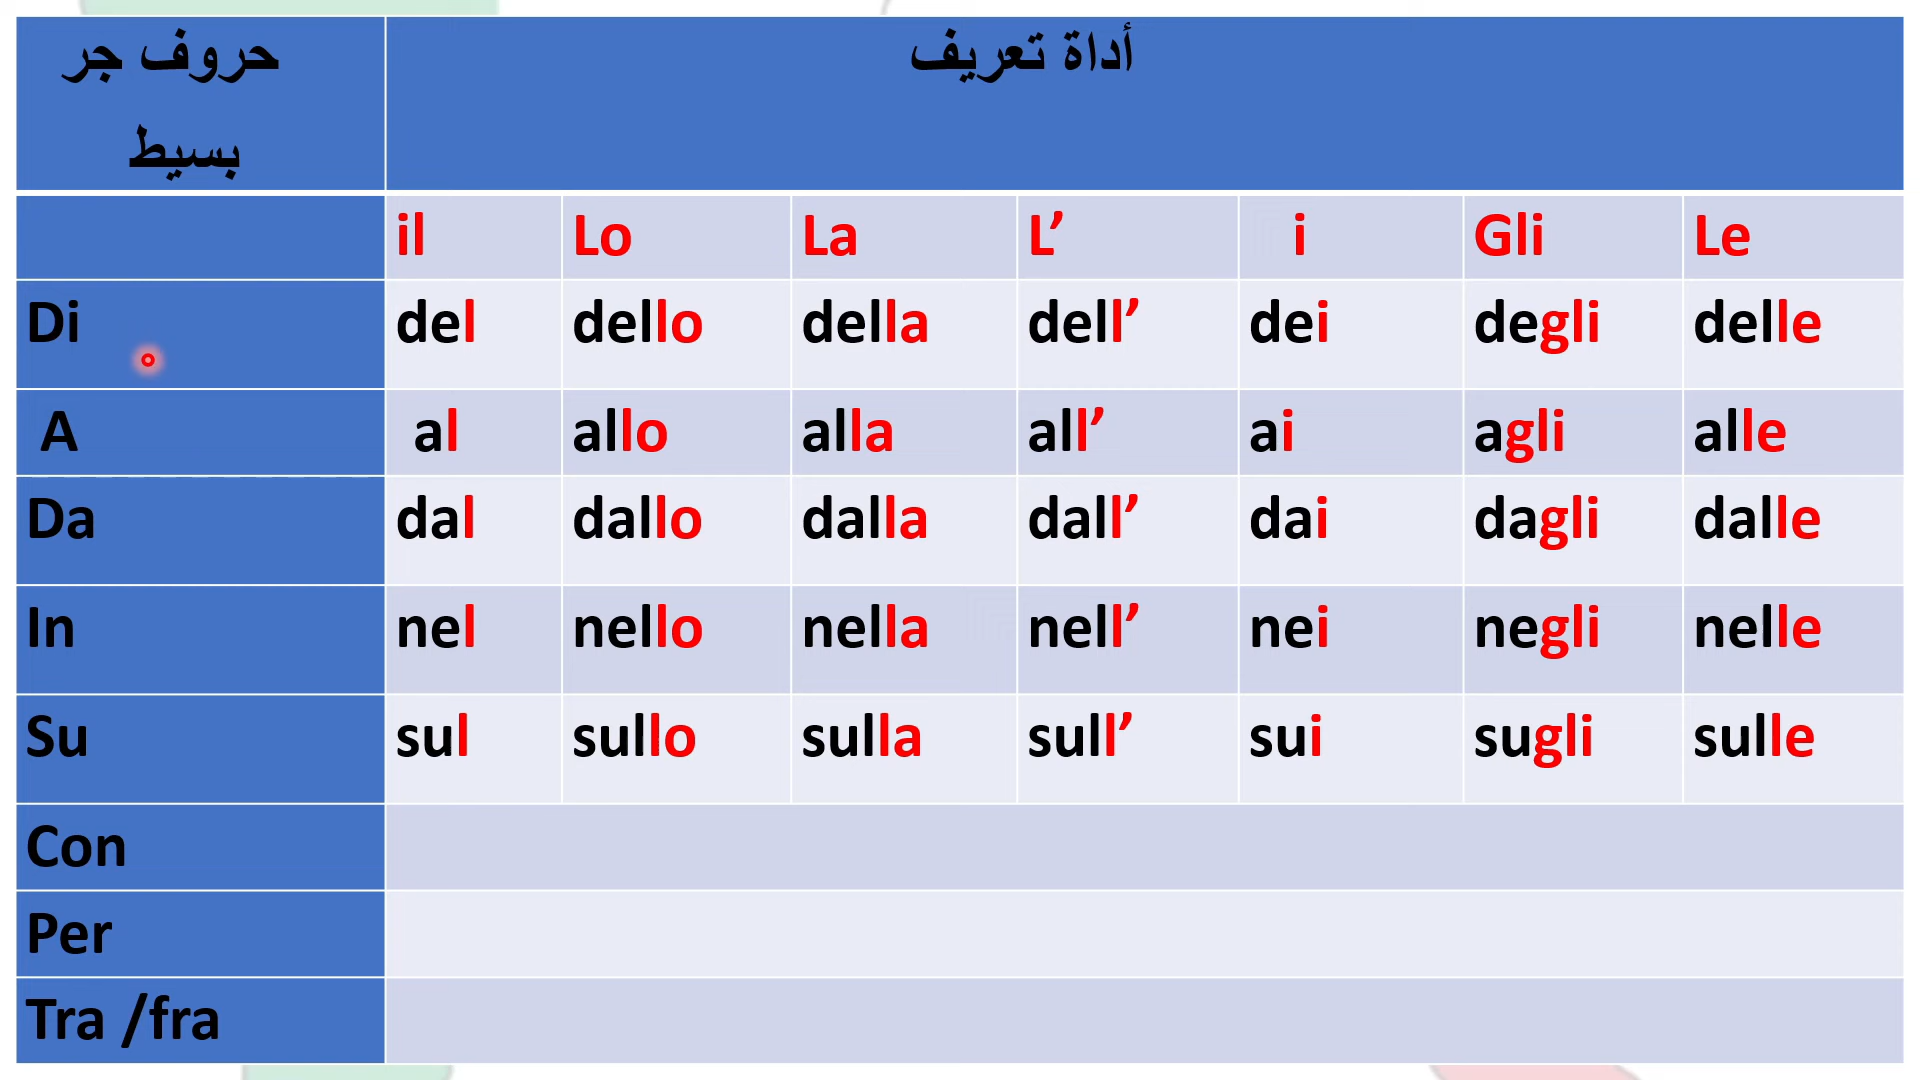 حروف جر
بسيط
أداة تعريف
il Lo La L’ i Gli Le
Di del dello della dell’ dei degli delle
A al allo alla all’ ai agli alle
Da dal dallo dalla dall’ dai dagli dalle
In nel nello nella nell’ nei negli nelle
Su sul sullo sulla sull’ sui sugli sulle
Con
Per
Tra /fra